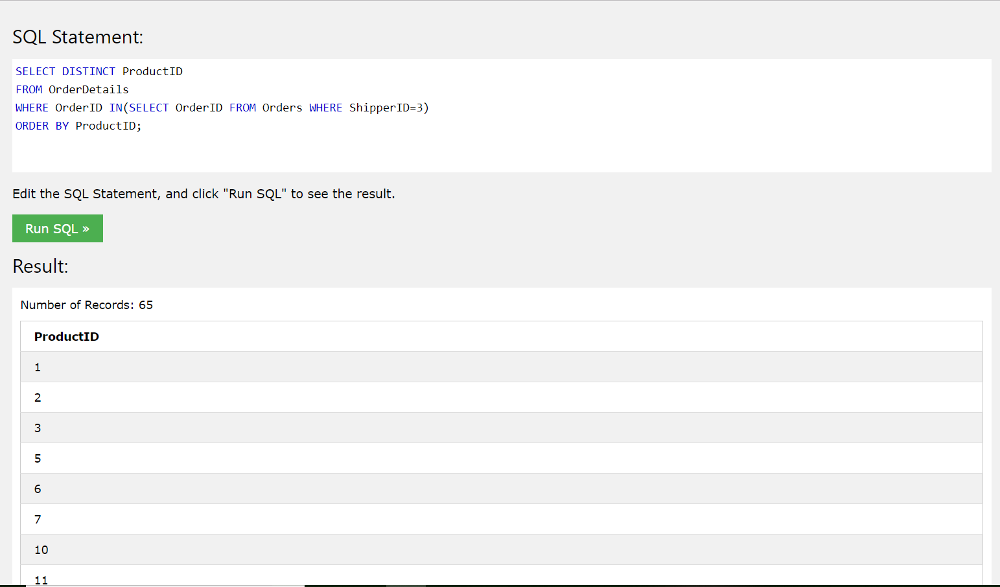 SQL Statement:
SELECT DISTINCT ProductID
FROM OrderDetails
WHERE OrderID IN(SELECT OrderID FROM Orders WHERE ShipperID=3)
ORDER BY ProductID;
Edit the SQL Statement, and click "Run SQL" to see the result.
Run SQL »
Result:
Number of Records: 65
ProductID
1
2
3
5
6
7
10
11